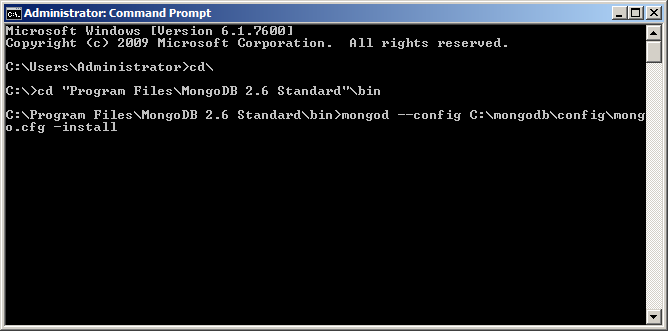 Administrator: Command Prompt
Microsoft Windows [Version 6.1.7600]
Copyright (c) 2009 Microsoft Corporation.  All rights reserved.
C:\Users\Administrator>cd\
C:\>cd "Program Files\MongoDB 2.6 Standard"\bin
C:\Program Files\MongoDB 2.6 Standard\bin>mongod --config C:\mongodb\config\mong
o.cfg -install